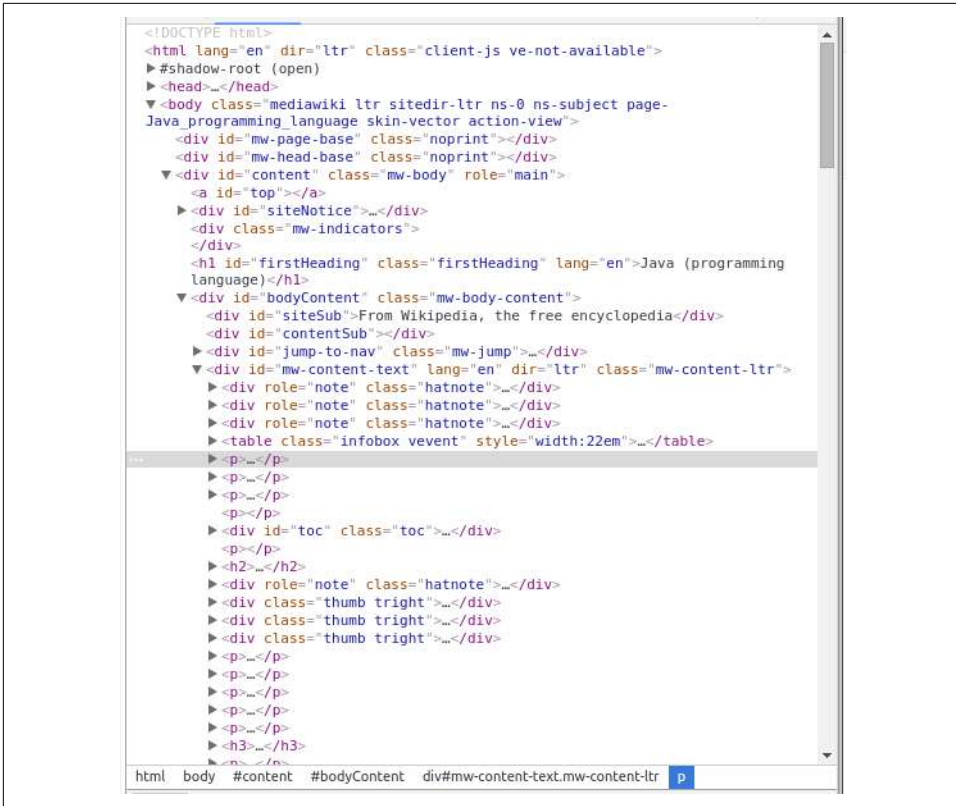 <!DOCTYPE html>
<html lang="en" dir="ltr" class="client-js ve-not-available">
▶#shadow-root (open)
▶<head>…</head>
▼<body class="mediawiki ltr sitedir-ltr ns-0 ns-subject page-
Java_programming_language skin-vector action-view">
<div id="mw-page-base" class="noprint"></div>
<div id="mw-head-base" class="noprint"></div>
▼<div id="content" class="mw-body" role="main">
<a id="top"></a>
▶<div id="siteNotice">…</div>
<div class="mw-indicators">
</div>
<h1 id="firstHeading" class="firstHeading" lang="en">Java (programming
language)</h1>
▼<div id="bodyContent" class="mw-body-content">
<div id="siteSub">From Wikipedia, the free encyclopedia</div>
<div id="contentSub"></div>
▶<div id="jump-to-nav" class="mw-jump">…</div>
▼<div id="mw-content-text" lang="en" dir="ltr" class="mw-content-ltr">
▶<div role="note" class="hatnote">…</div>
▶<div role="note" class="hatnote">…</div>
▶<div role="note" class="hatnote">…</div>
▶<table class="infobox vevent" style="width:22em">…</table>
... ▶<p>…</p>
▶<p>…</p>
▶<p>…</p>
<p></p>
▶<div id="toc" class="toc">…</div>
<p></p>
▶<h2>…</h2>
▶<div role="note" class="hatnote">…</div>
▶<div class="thumb tright">…</div>
▶<div class="thumb tright">…</div>
▶<div class="thumb tright">…</div>
▶<p>…</p>
▶<p>…</p>
▶<p>…</p>
▶<p>…</p>
▶<p>…</p>
▶<h3>…</h3>
html body #content #bodyContent div#mw-content-text.mw-content-ltr p